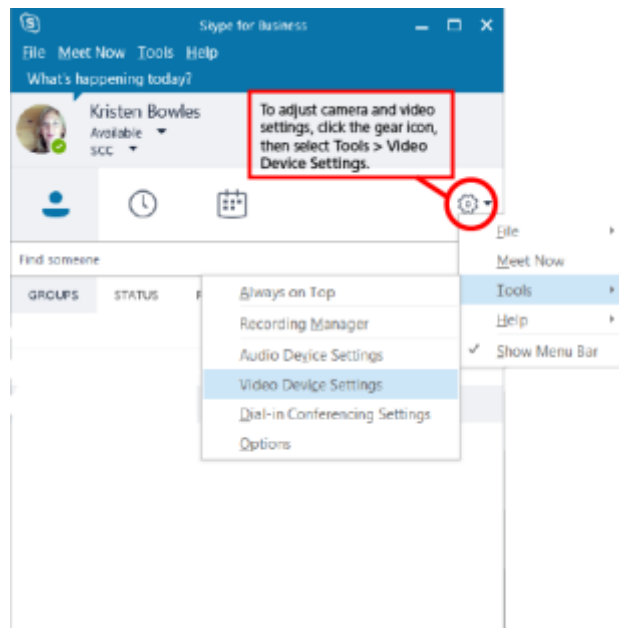 Skype for Business
File Meet Now Tools Help
What's happening today?
Kristen Bowles
Available
SCC
To adjust camera and video
settings, click the gear icon,
then select Tools > Video
Device Settings.
Find someone
GROUPS STATUS
File
Meet Now
Tools
Help
Show Menu Bar
Always on Top
Recording Manager
Audio Device Settings
Video Device Settings
Dial-in Conferencing Settings
Options